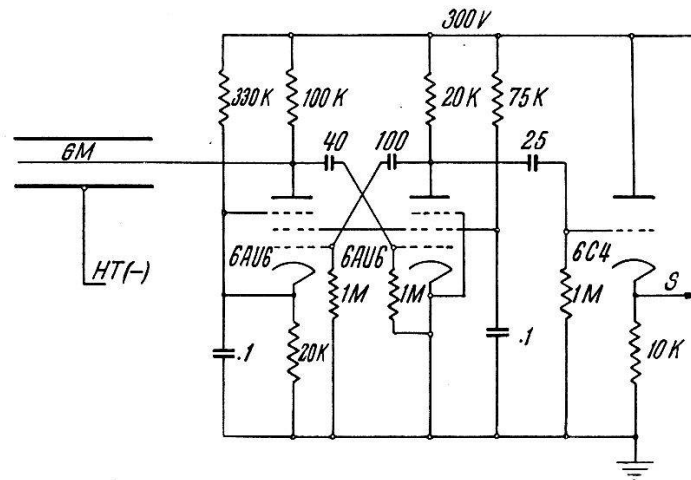 300V
330K 100K 20K 75K
40 100 25
GM
HT(-)
6AU6 6AU6 6C4
1M 1M 1M S
.1 20K .1 10K